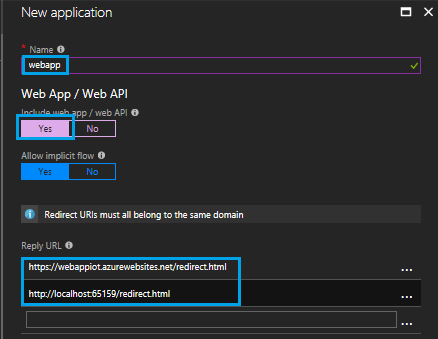 New application
* Name
webapp
Web App / Web API
Include web app / web API
Yes No
Allow implicit flow
Yes No
Redirect URIs must all belong to the same domain
Reply URL
https://webappiot.azurewebsites.net/redirect.html
...
http://localhost:65159/redirect.html
...
...